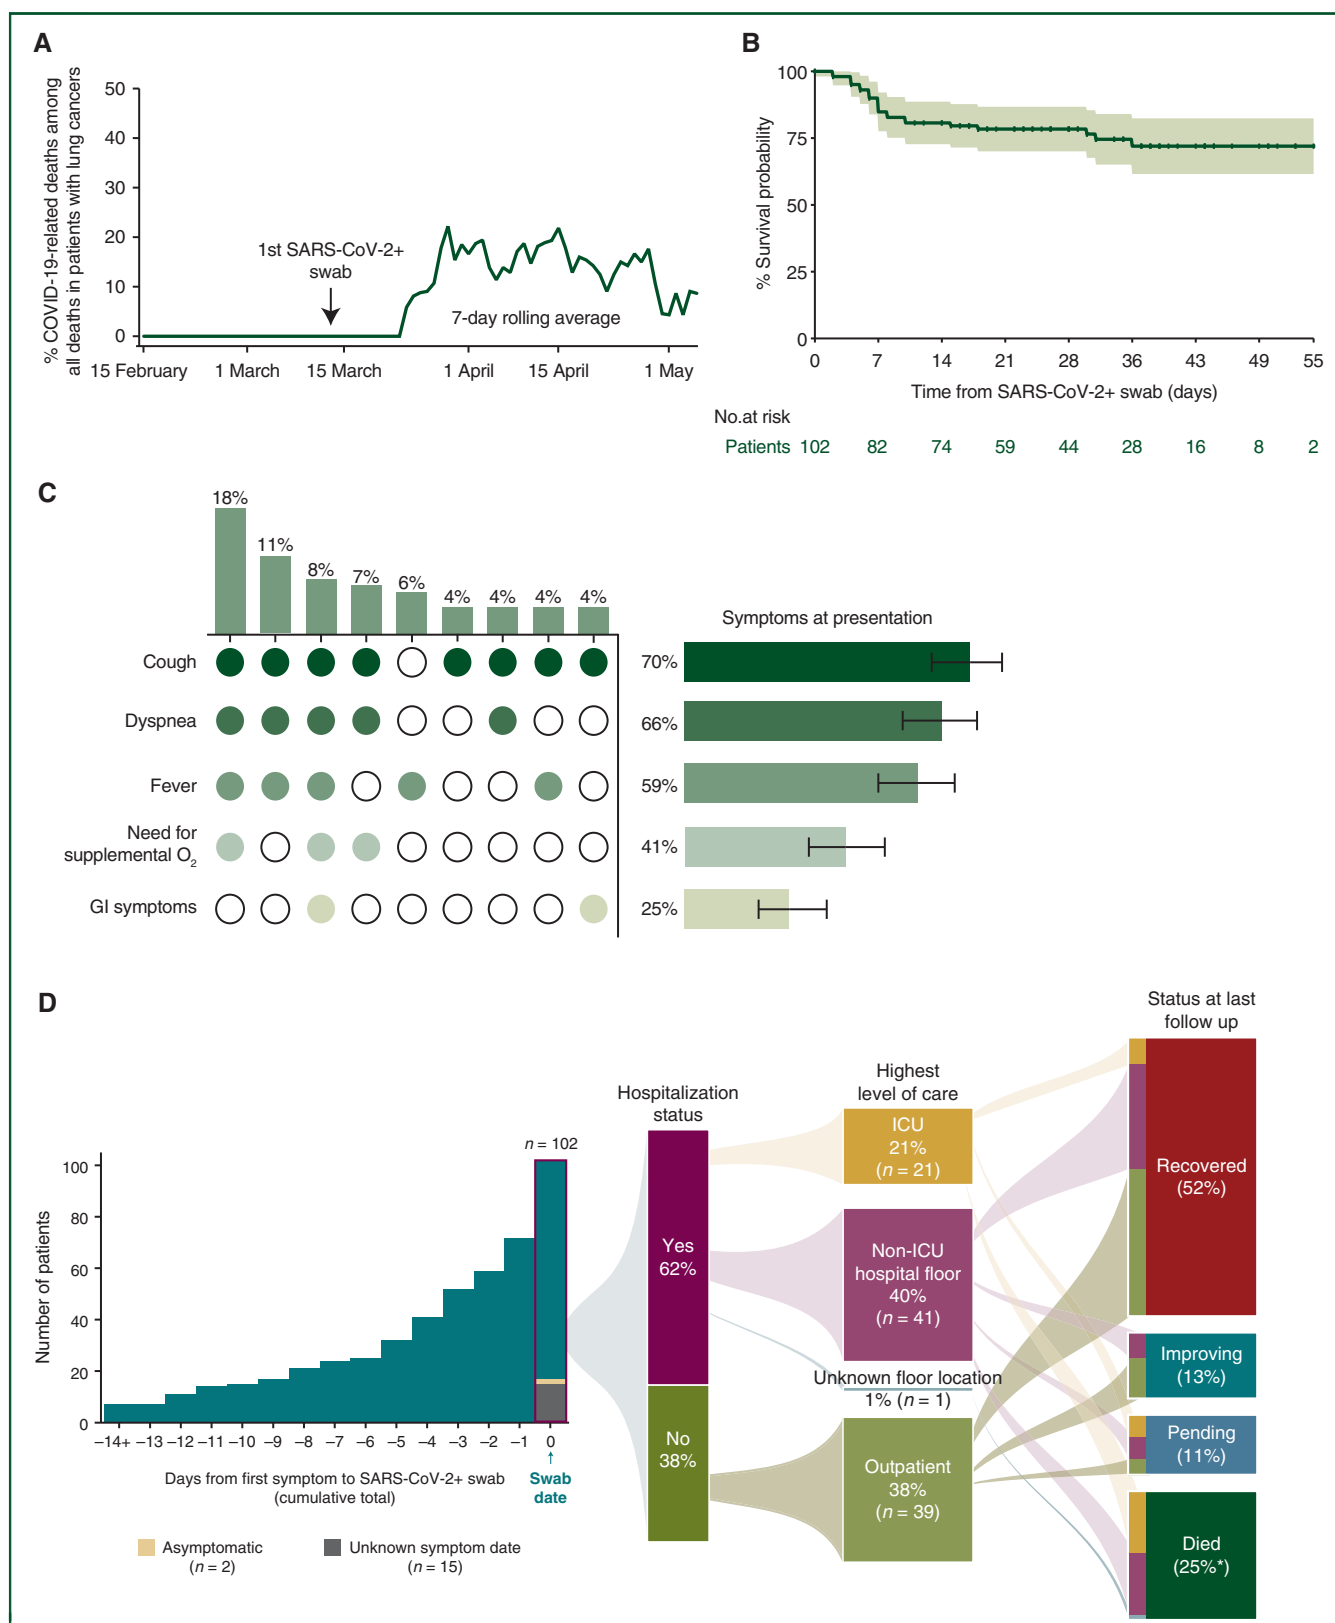 A
% COVID-19-related deaths among
all deaths in patients with lung cancers
50
40
30
20
10
0
1st SARS-CoV-2+
swab
7-day rolling average
15 February
1 March
15 March
1 April
15 April
1 May
B
% Survival probability
100
75
50
25
0
0 7 14 21 28 36 43 49 55
Time from SARS-CoV-2+ swab (days)
No.at risk
Patients 102 82 74 59 44 28 16 8 2
C
18%
11%
8%
7%
6%
4%
4%
4%
4%
Cough
Dyspnea
Fever
Need for
supplemental O2
GI symptoms
Symptoms at presentation
70%
66%
59%
41%
25%
D
Number of patients
100
80
60
40
20
0
n = 102
−14+ −13 −12 −11 −10 −9 −8 −7 −6 −5 −4 −3 −2 −1 0
Days from first symptom to SARS-CoV-2+ swab
(cumulative total)
↑
Swab
date
Asymptomatic
(n = 2)
Unknown symptom date
(n = 15)
Hospitalization
status
Yes
62%
No
38%
Highest
level of care
ICU
21%
(n = 21)
Non-ICU
hospital floor
40%
(n = 41)
Unknown floor location
1% (n = 1)
Outpatient
38%
(n = 39)
Status at last
follow up
Recovered
(52%)
Improving
(13%)
Pending
(11%)
Died
(25%*)